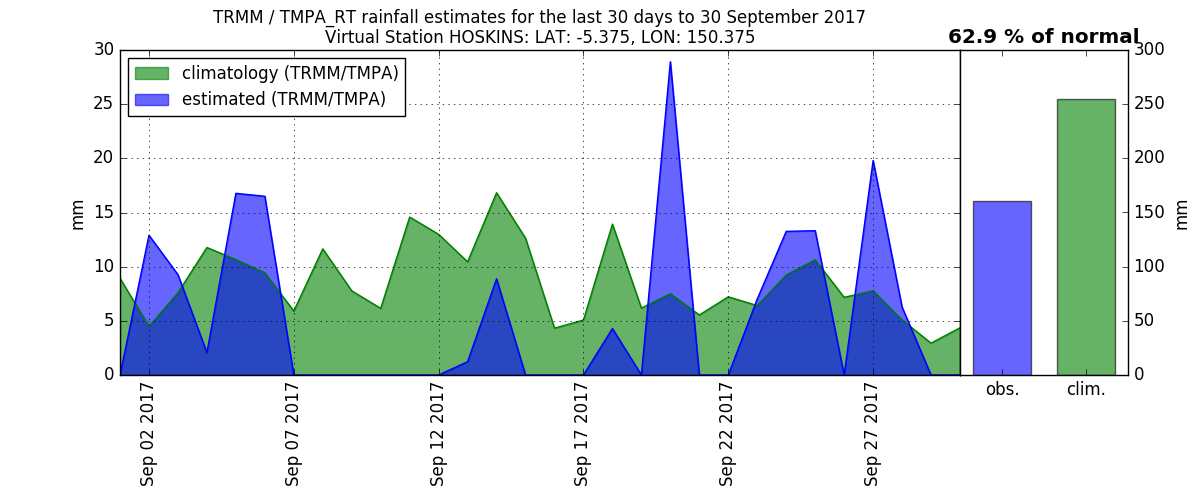 TRMM / TMPA_RT rainfall estimates for the last 30 days to 30 September 2017
Virtual Station HOSKINS: LAT: -5.375, LON: 150.375
62.9 % of normal
climatology (TRMM/TMPA)
estimated (TRMM/TMPA)
30
25
20
15
10
5
0
mm
Sep 02 2017
Sep 07 2017
Sep 12 2017
Sep 17 2017
Sep 22 2017
Sep 27 2017
300
250
200
150
100
50
0
mm
obs.
clim.